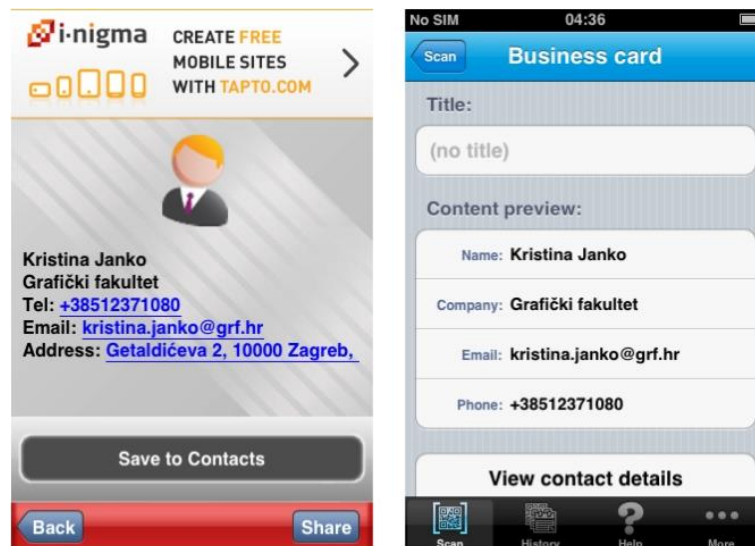 i-nigma
CREATE FREE
MOBILE SITES
WITH TAPTO.COM
Kristina Janko
Grafički fakultet
Tel: +38512371080
Email: kristina.janko@grf.hr
Address: Getaldićeva 2, 10000 Zagreb,
Save to Contacts
Back
Share
No SIM
04:36
Scan
Business card
Title:
(no title)
Content preview:
Name: Kristina Janko
Company: Grafički fakultet
Email: kristina.janko@grf.hr
Phone: +38512371080
View contact details
Scan
History
Help
More